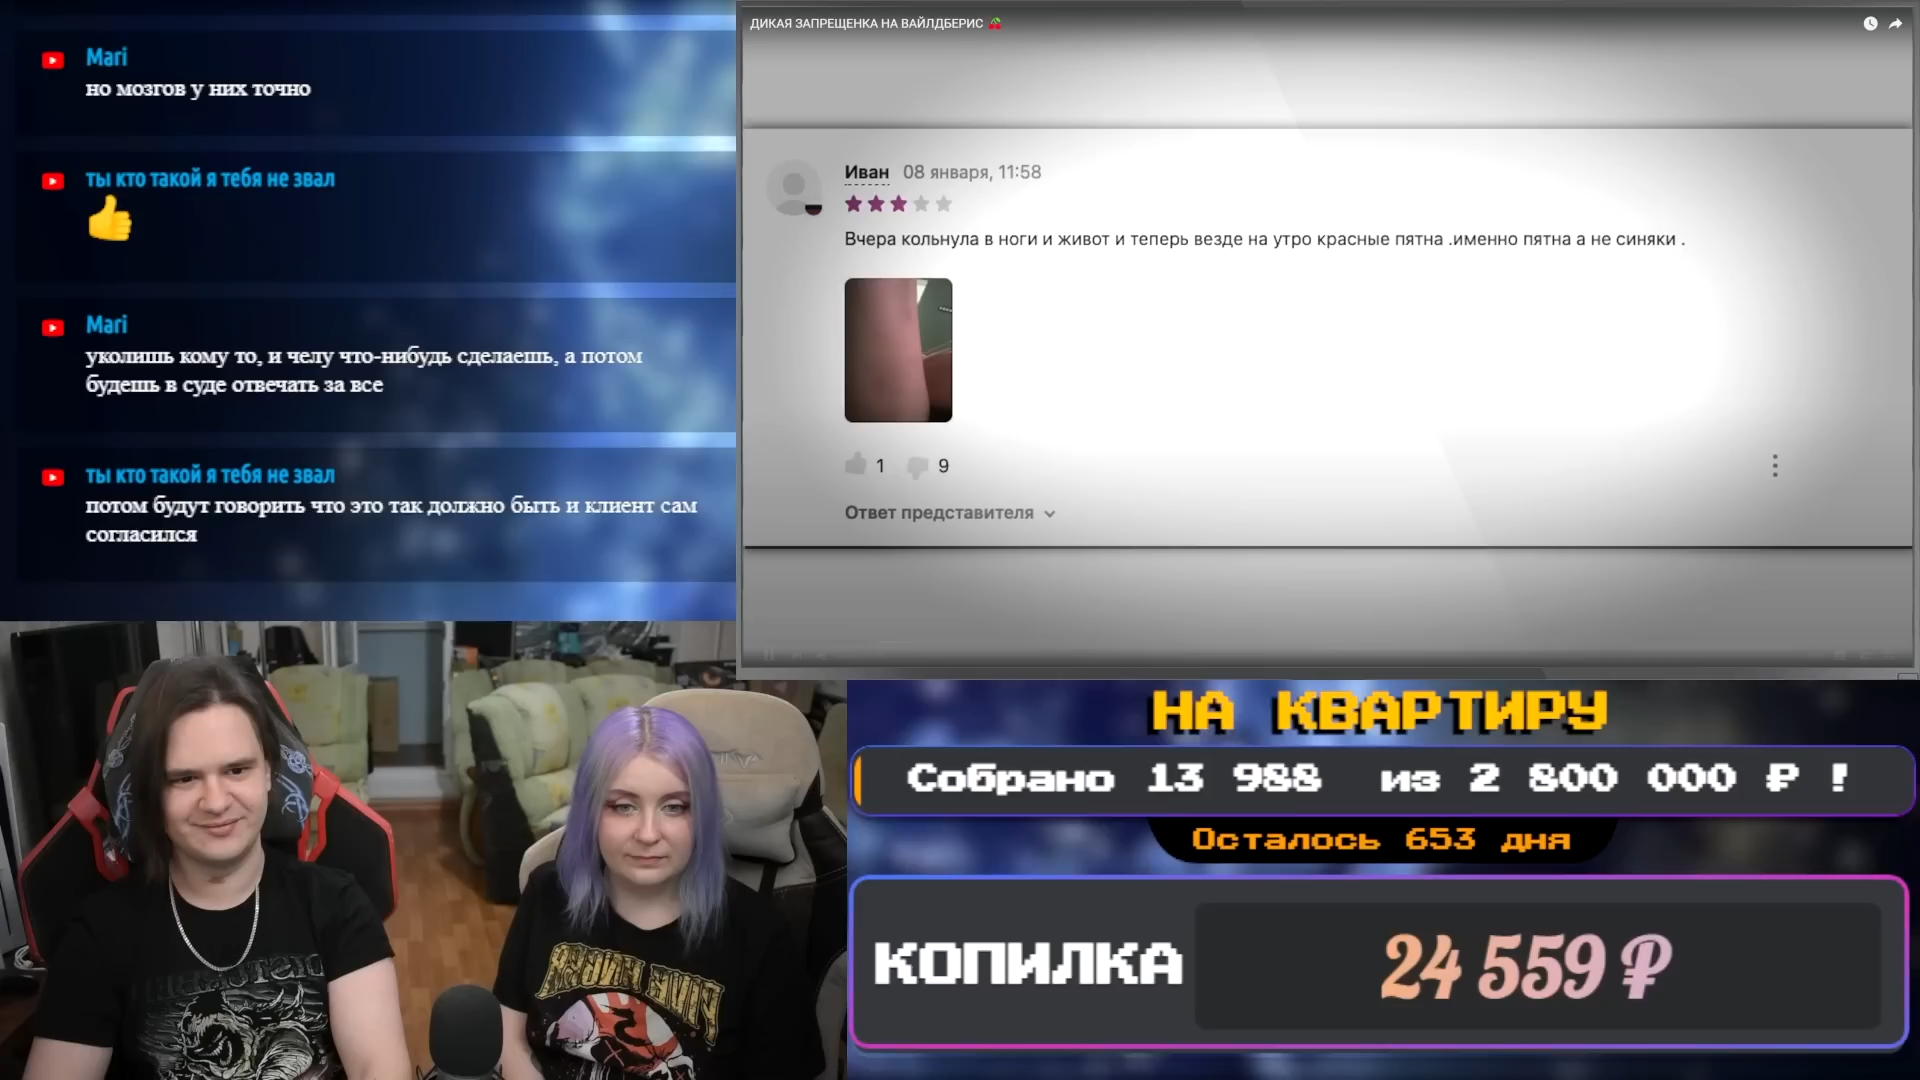 Mari
но мозгов у них точно
ты кто такой я тебя не звал
Mari
уколишь кому то, и челу что-нибудь сделаешь, а потом
будешь в суде отвечать за все
ты кто такой я тебя не звал
потом будут говорить что это так должно быть и клиент сам
согласился
ДИКАЯ ЗАПРЕЩЕНКА НА ВАЙЛДБЕРИС
Иван 08 января, 11:58
Вчера кольнула в ноги и живот и теперь везде на утро красные пятна .именно пятна а не синяки .
1 9
Ответ представителя
НА КВАРТИРУ
Собрано 13 988 из 2 800 000 ₽ !
Осталось 653 дня
КОПИЛКА 24 559 ₽